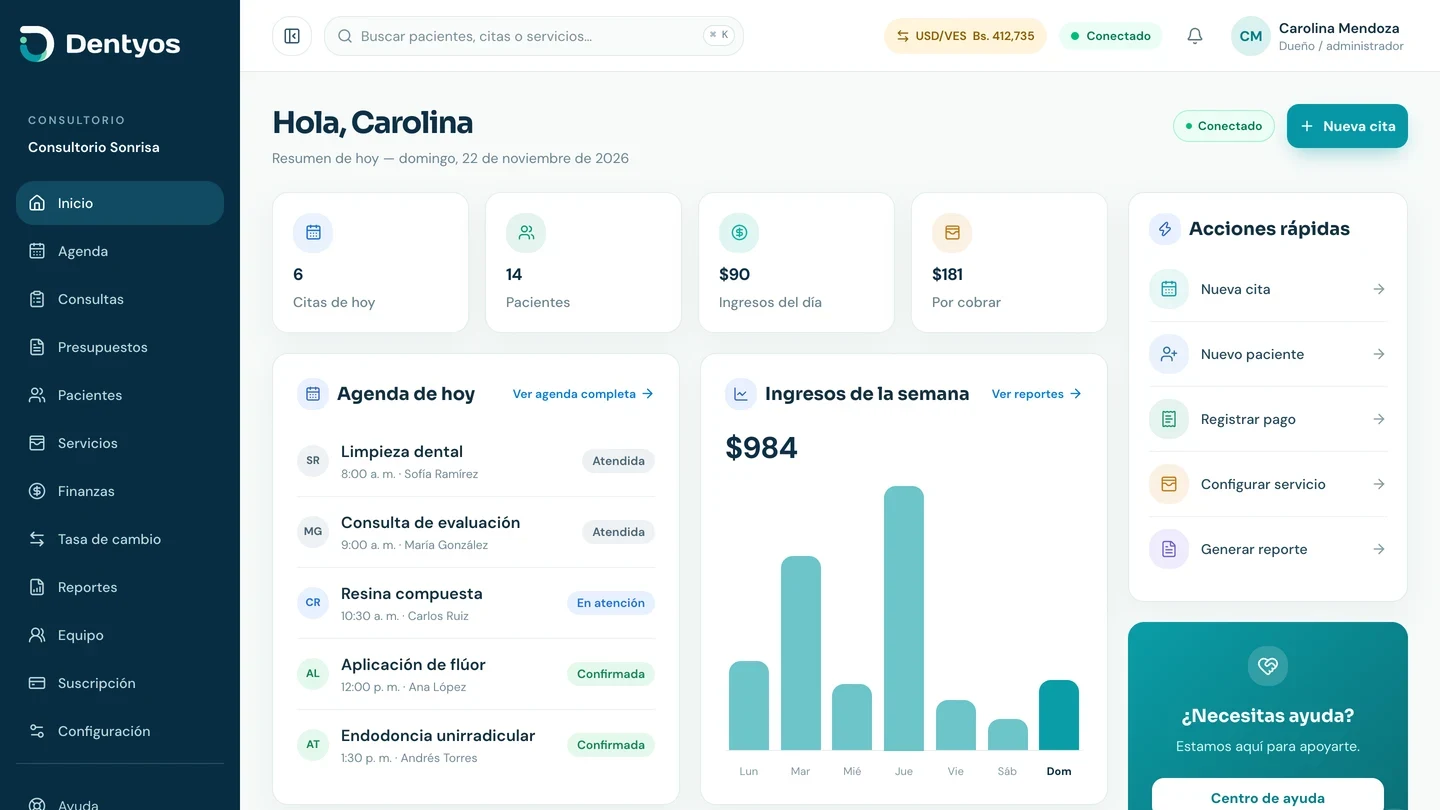 Dentyos
CONSULTORIO
Consultorio Sonrisa
Inicio
Agenda
Consultas
Presupuestos
Pacientes
Servicios
Finanzas
Tasa de cambio
Reportes
Equipo
Suscripción
Configuración
Ayuda
Buscar pacientes, citas o servicios...
⌘ K
USD/VES Bs. 412,735
Conectado
CM
Carolina Mendoza
Dueño / administrador
Hola, Carolina
Resumen de hoy — domingo, 22 de noviembre de 2026
Conectado
+ Nueva cita
6
Citas de hoy
14
Pacientes
$90
Ingresos del día
$181
Por cobrar
Agenda de hoy
Ver agenda completa →
SR
Limpieza dental
8:00 a. m. · Sofía Ramírez
Atendida
MG
Consulta de evaluación
9:00 a. m. · María González
Atendida
CR
Resina compuesta
10:30 a. m. · Carlos Ruiz
En atención
AL
Aplicación de flúor
12:00 p. m. · Ana López
Confirmada
AT
Endodoncia unirradicular
1:30 p. m. · Andrés Torres
Confirmada
Ingresos de la semana
Ver reportes →
$984
Lun Mar Mié Jue Vie Sáb Dom
Acciones rápidas
Nueva cita
Nuevo paciente
Registrar pago
Configurar servicio
Generar reporte
¿Necesitas ayuda?
Estamos aquí para apoyarte.
Centro de ayuda